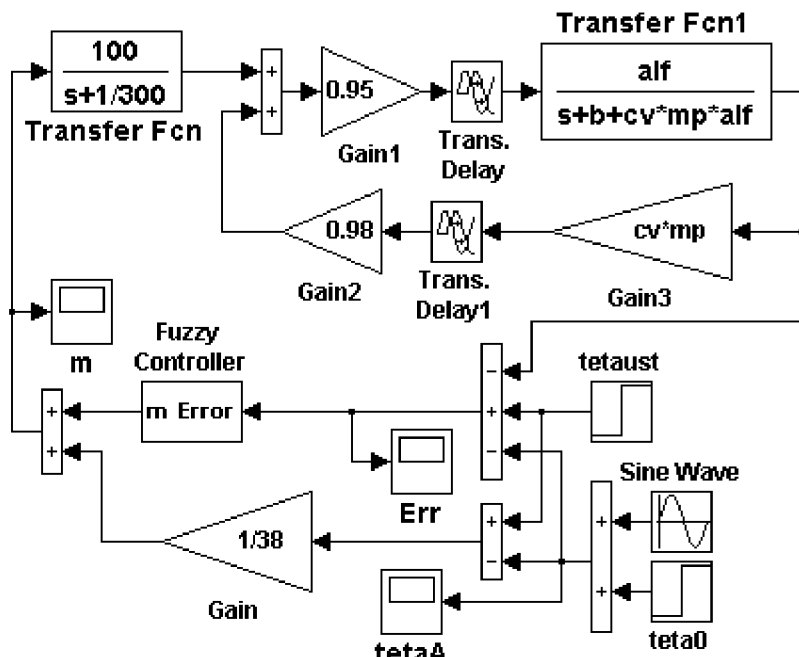 Transfer Fcn1
100
s+1/300
Transfer Fcn
+
+
0.95
Gain1
Trans.
Delay
alf
s+b+cv*mp*alf
0.98
Gain2
Trans.
Delay1
cv*mp
Gain3
m
Fuzzy
Controller
m Error
+
+
−
+
−
tetaust
Err
Sine Wave
1/38
Gain
+
−
+
+
tetaA
teta0